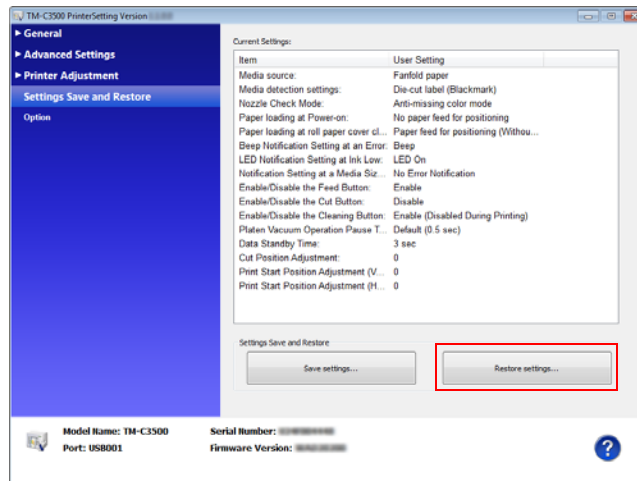 TM-C3500 PrinterSetting Version
General
Advanced Settings
Printer Adjustment
Settings Save and Restore
Option
Current Settings:
Item User Setting
Media source: Fanfold paper
Media detection settings: Die-cut label (Blackmark)
Nozzle Check Mode: Anti-missing color mode
Paper loading at Power-on: No paper feed for positioning
Paper loading at roll paper cover cl... Paper feed for positioning (Withou...
Beep Notification Setting at an Error: Beep
LED Notification Setting at Ink Low: LED On
Notification Setting at a Media Siz... No Error Notification
Enable/Disable the Feed Button: Enable
Enable/Disable the Cut Button: Disable
Enable/Disable the Cleaning Button: Enable (Disabled During Printing)
Platen Vacuum Operation Pause T... Default (0.5 sec)
Data Standby Time: 3 sec
Cut Position Adjustment: 0
Print Start Position Adjustment (V... 0
Print Start Position Adjustment (H... 0
Settings Save and Restore
Save settings...
Restore settings...
Model Name: TM-C3500
Serial Number:
Port: USB001
Firmware Version:
?